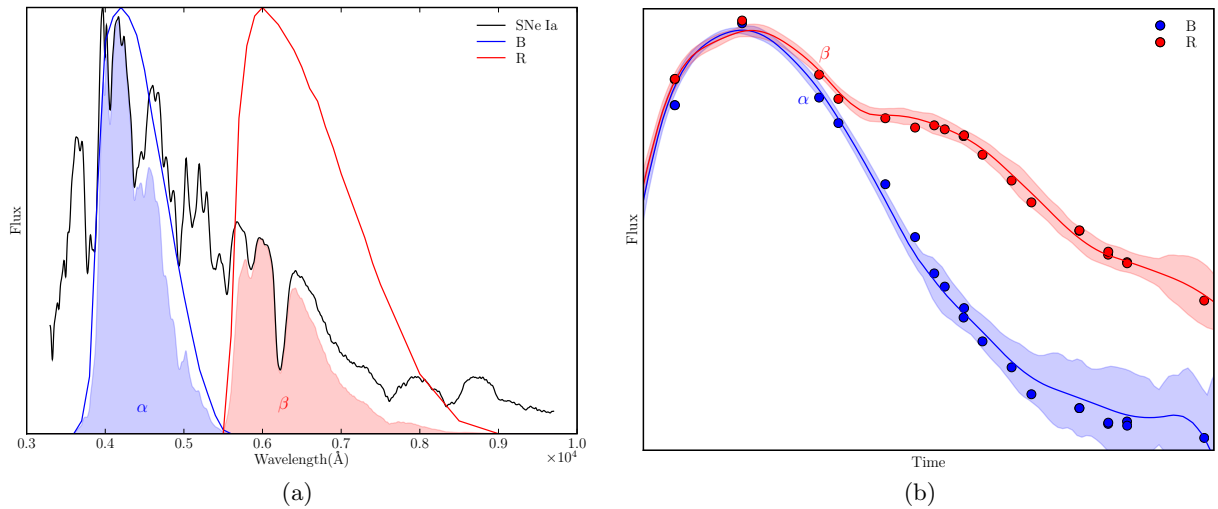 SNe Ia
B
R
Flux
α
β
0.3 0.4 0.5 0.6 0.7 0.8 0.9 1.0
Wavelength(Å)
×10⁴
(a)
B
R
β
α
Flux
Time
(b)